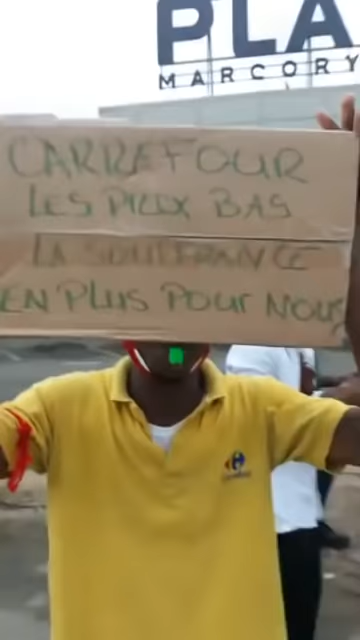 PLA
MARCORY
CARREFOUR
LES PRIX BAS
LA SOUFFRANCE
EN PLUS POUr NOUS